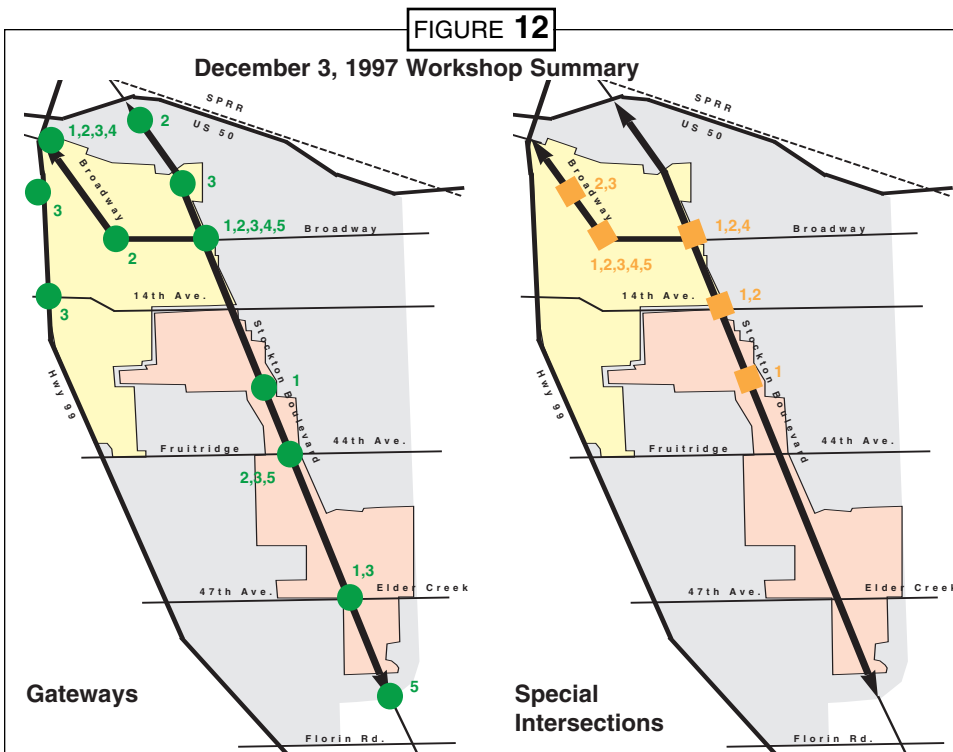 FIGURE 12
December 3, 1997 Workshop Summary
SPRR
US 50
1,2,3,4
2
Broadway
3
3
1,2,3,4,5
Broadway
2
14th Ave.
3
Stockton Boulevard
Hwy 99
1
44th Ave.
Fruitridge
2,3,5
1,3
47th Ave.
Elder Creek
Gateways
5
Florin Rd.
SPRR
US 50
Broadway
2,3
1,2,4
Broadway
1,2,3,4,5
14th Ave.
1,2
Stockton Boulevard
Hwy 99
1
44th Ave.
Fruitridge
47th Ave.
Elder Creek
Special
Intersections
Florin Rd.